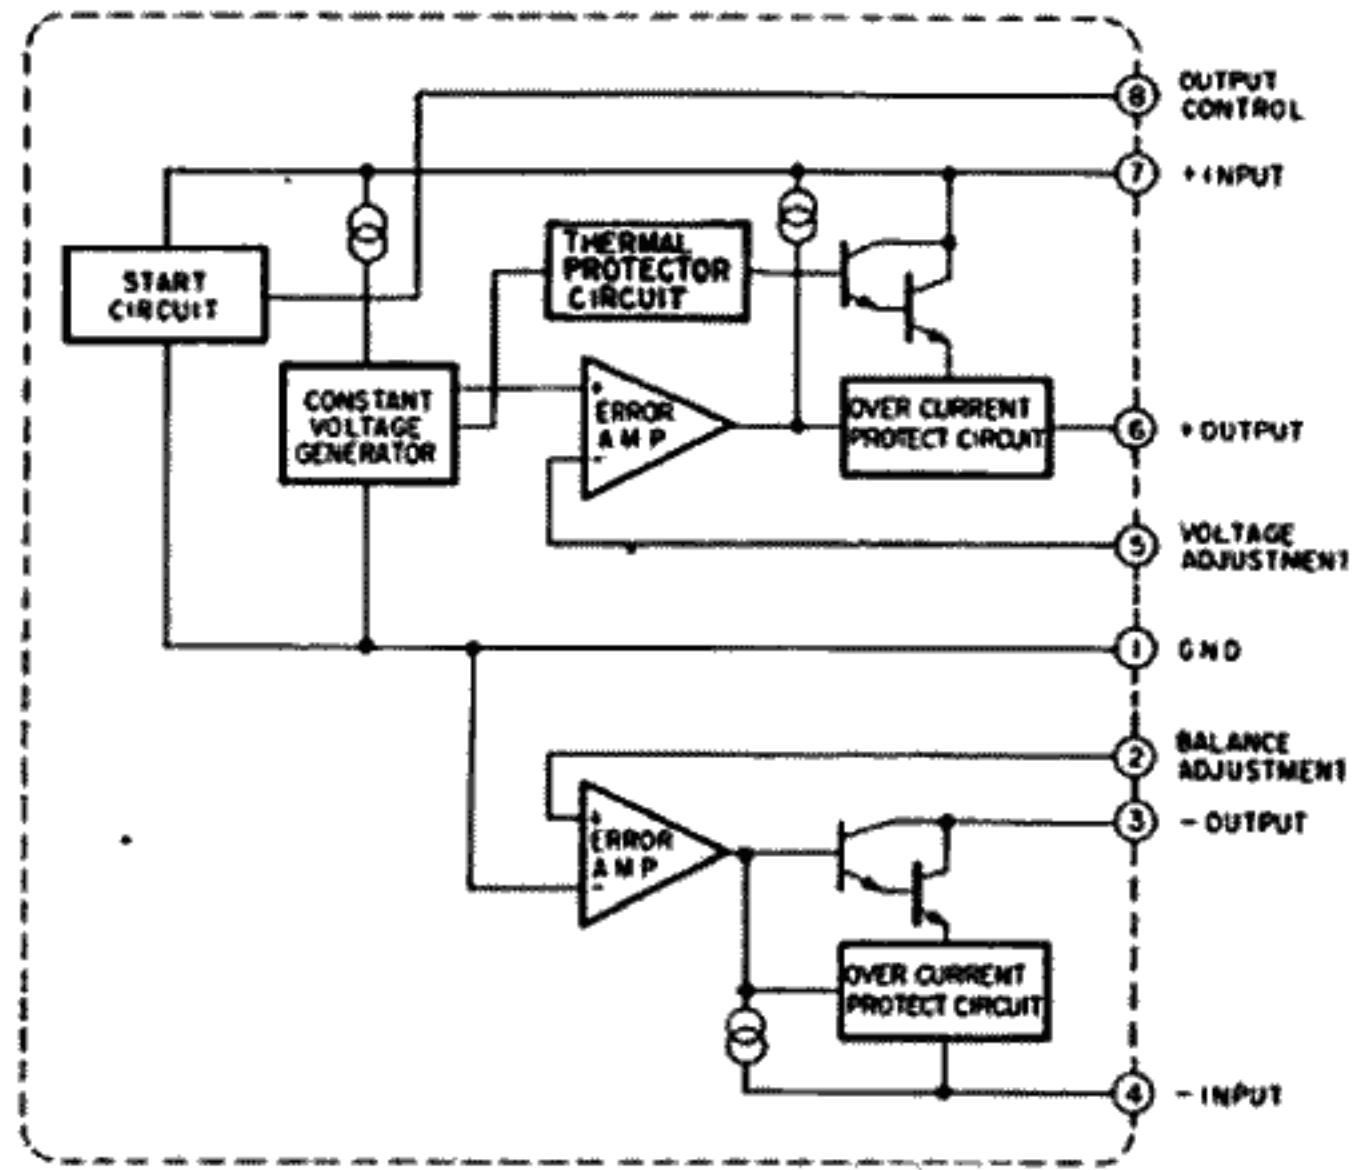 8 OUTPUT
CONTROL
7 + INPUT
START
CIRCUIT
THERMAL
PROTECTOR
CIRCUIT
CONSTANT
VOLTAGE
GENERATOR
+
ERROR
AMP
-
OVER CURRENT
PROTECT CIRCUIT
6 + OUTPUT
5 VOLTAGE
ADJUSTMENT
1 GND
2 BALANCE
ADJUSTMENT
3 - OUTPUT
+
ERROR
AMP
-
OVER CURRENT
PROTECT CIRCUIT
4 - INPUT